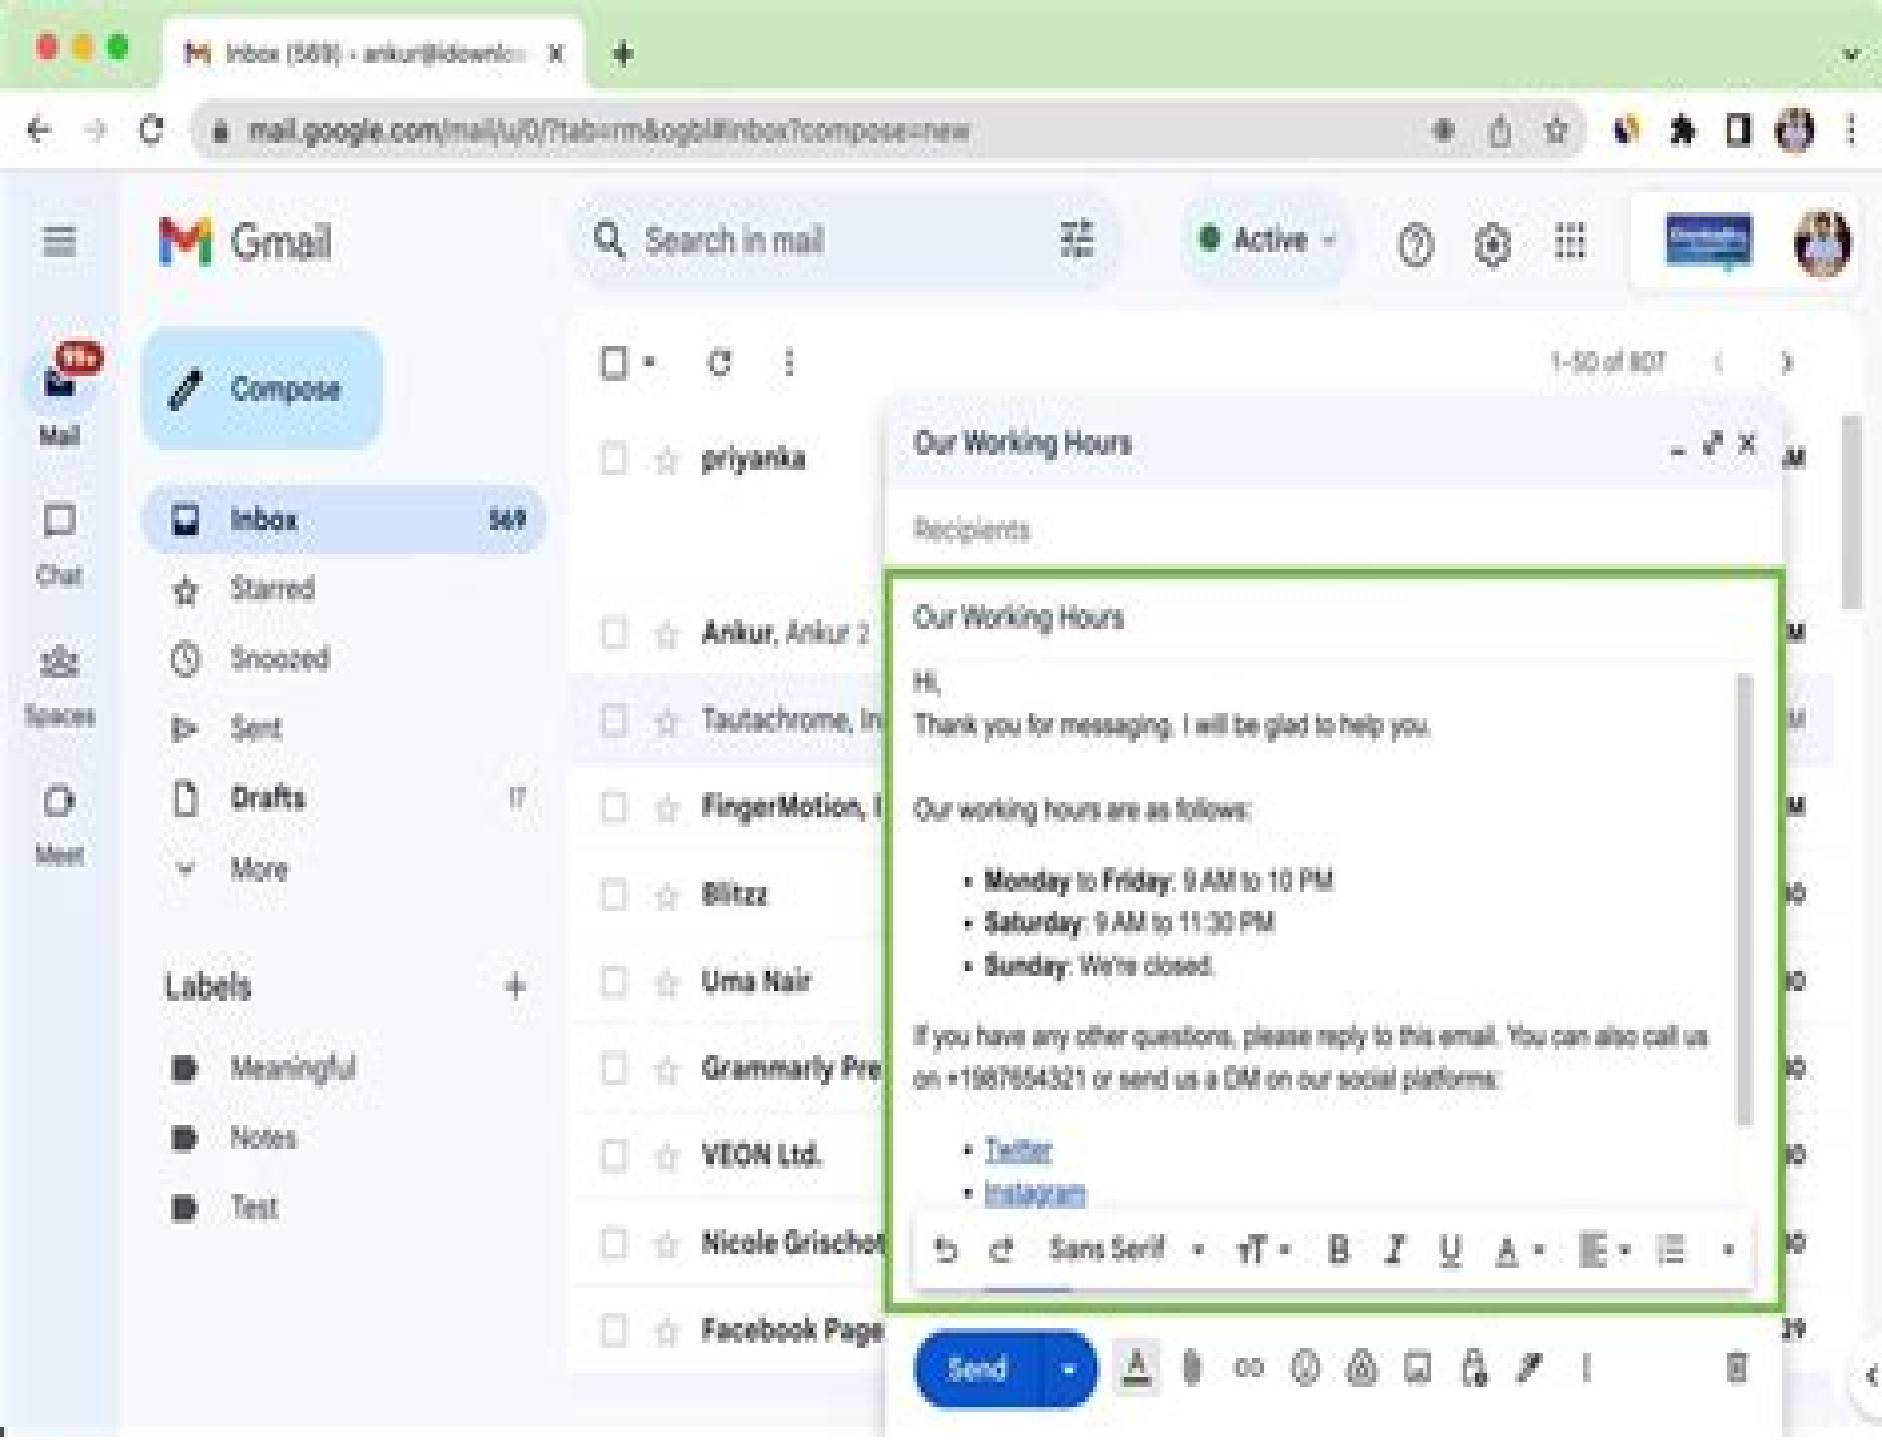 Inbox (569) - ankur@idownlo
mail.google.com/mail/u/0/?tab=rm&ogbl#inbox?compose=new
Gmail
Search in mail
Active
99+
Mail
Chat
Spaces
Meet
Compose
Inbox 569
Starred
Snoozed
Sent
Drafts 17
More
Labels
Meaningful
Notes
Test
1-50 of 807
priyanka
Ankur, Ankur 2
Tautachrome, In
FingerMotion, I
Blitzz
Uma Nair
Grammarly Pre
VEON Ltd.
Nicole Grischot
Facebook Page
Our Working Hours
Recipients
Our Working Hours
Hi,
Thank you for messaging. I will be glad to help you.
Our working hours are as follows:
• Monday to Friday: 9 AM to 10 PM
• Saturday: 9 AM to 11:30 PM
• Sunday: We're closed.
If you have any other questions, please reply to this email. You can also call us
on +1987654321 or send us a DM on our social platforms:
• Twitter
• Instagram
Sans Serif
Send